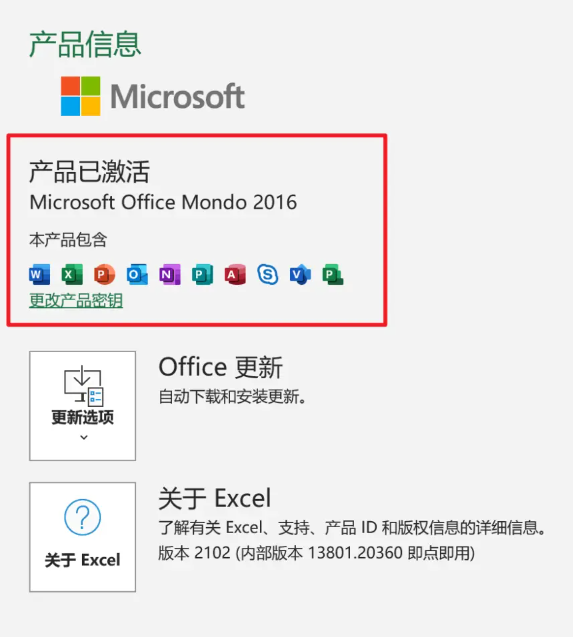 产品信息
Microsoft
产品已激活
Microsoft Office Mondo 2016
本产品包含
W X P O N P A S V P
更改产品密钥
Office 更新
自动下载和安装更新。
更新选项
关于 Excel
了解有关 Excel、支持、产品 ID 和版权信息的详细信息。
版本 2102 (内部版本 13801.20360 即点即用)
?
关于 Excel